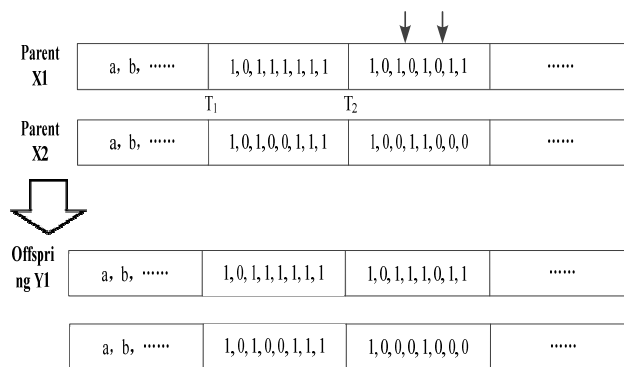 Parent X1
a, b, …… 1,0,1,1,1,1,1,1 1,0,1,0,1,0,1,1 ……
T1 T2
Parent X2
a, b, …… 1,0,1,0,0,1,1,1 1,0,0,1,1,0,0,0 ……
Offspri ng Y1
a, b, …… 1,0,1,1,1,1,1,1 1,0,1,1,1,0,1,1 ……
a, b, …… 1,0,1,0,0,1,1,1 1,0,0,0,1,0,0,0 ……